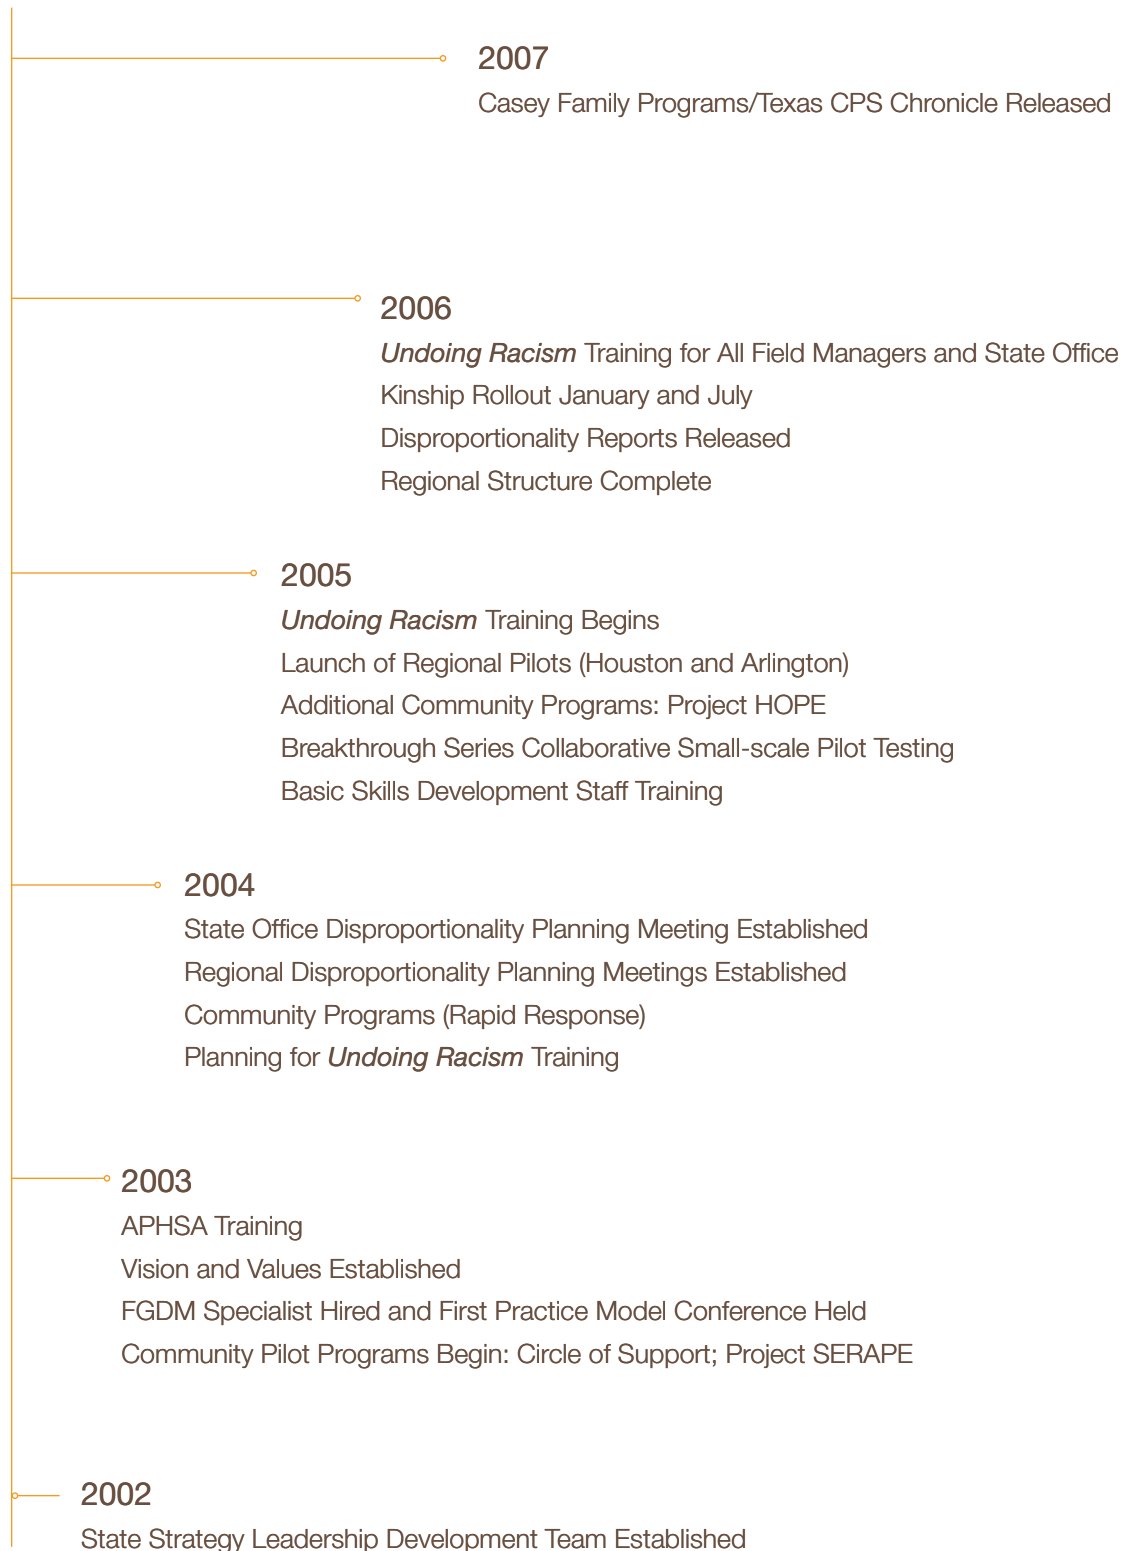 2007
Casey Family Programs/Texas CPS Chronicle Released
2006
Undoing Racism Training for All Field Managers and State Office
Kinship Rollout January and July
Disproportionality Reports Released
Regional Structure Complete
2005
Undoing Racism Training Begins
Launch of Regional Pilots (Houston and Arlington)
Additional Community Programs: Project HOPE
Breakthrough Series Collaborative Small-scale Pilot Testing
Basic Skills Development Staff Training
2004
State Office Disproportionality Planning Meeting Established
Regional Disproportionality Planning Meetings Established
Community Programs (Rapid Response)
Planning for Undoing Racism Training
2003
APHSA Training
Vision and Values Established
FGDM Specialist Hired and First Practice Model Conference Held
Community Pilot Programs Begin: Circle of Support; Project SERAPE
2002
State Strategy Leadership Development Team Established